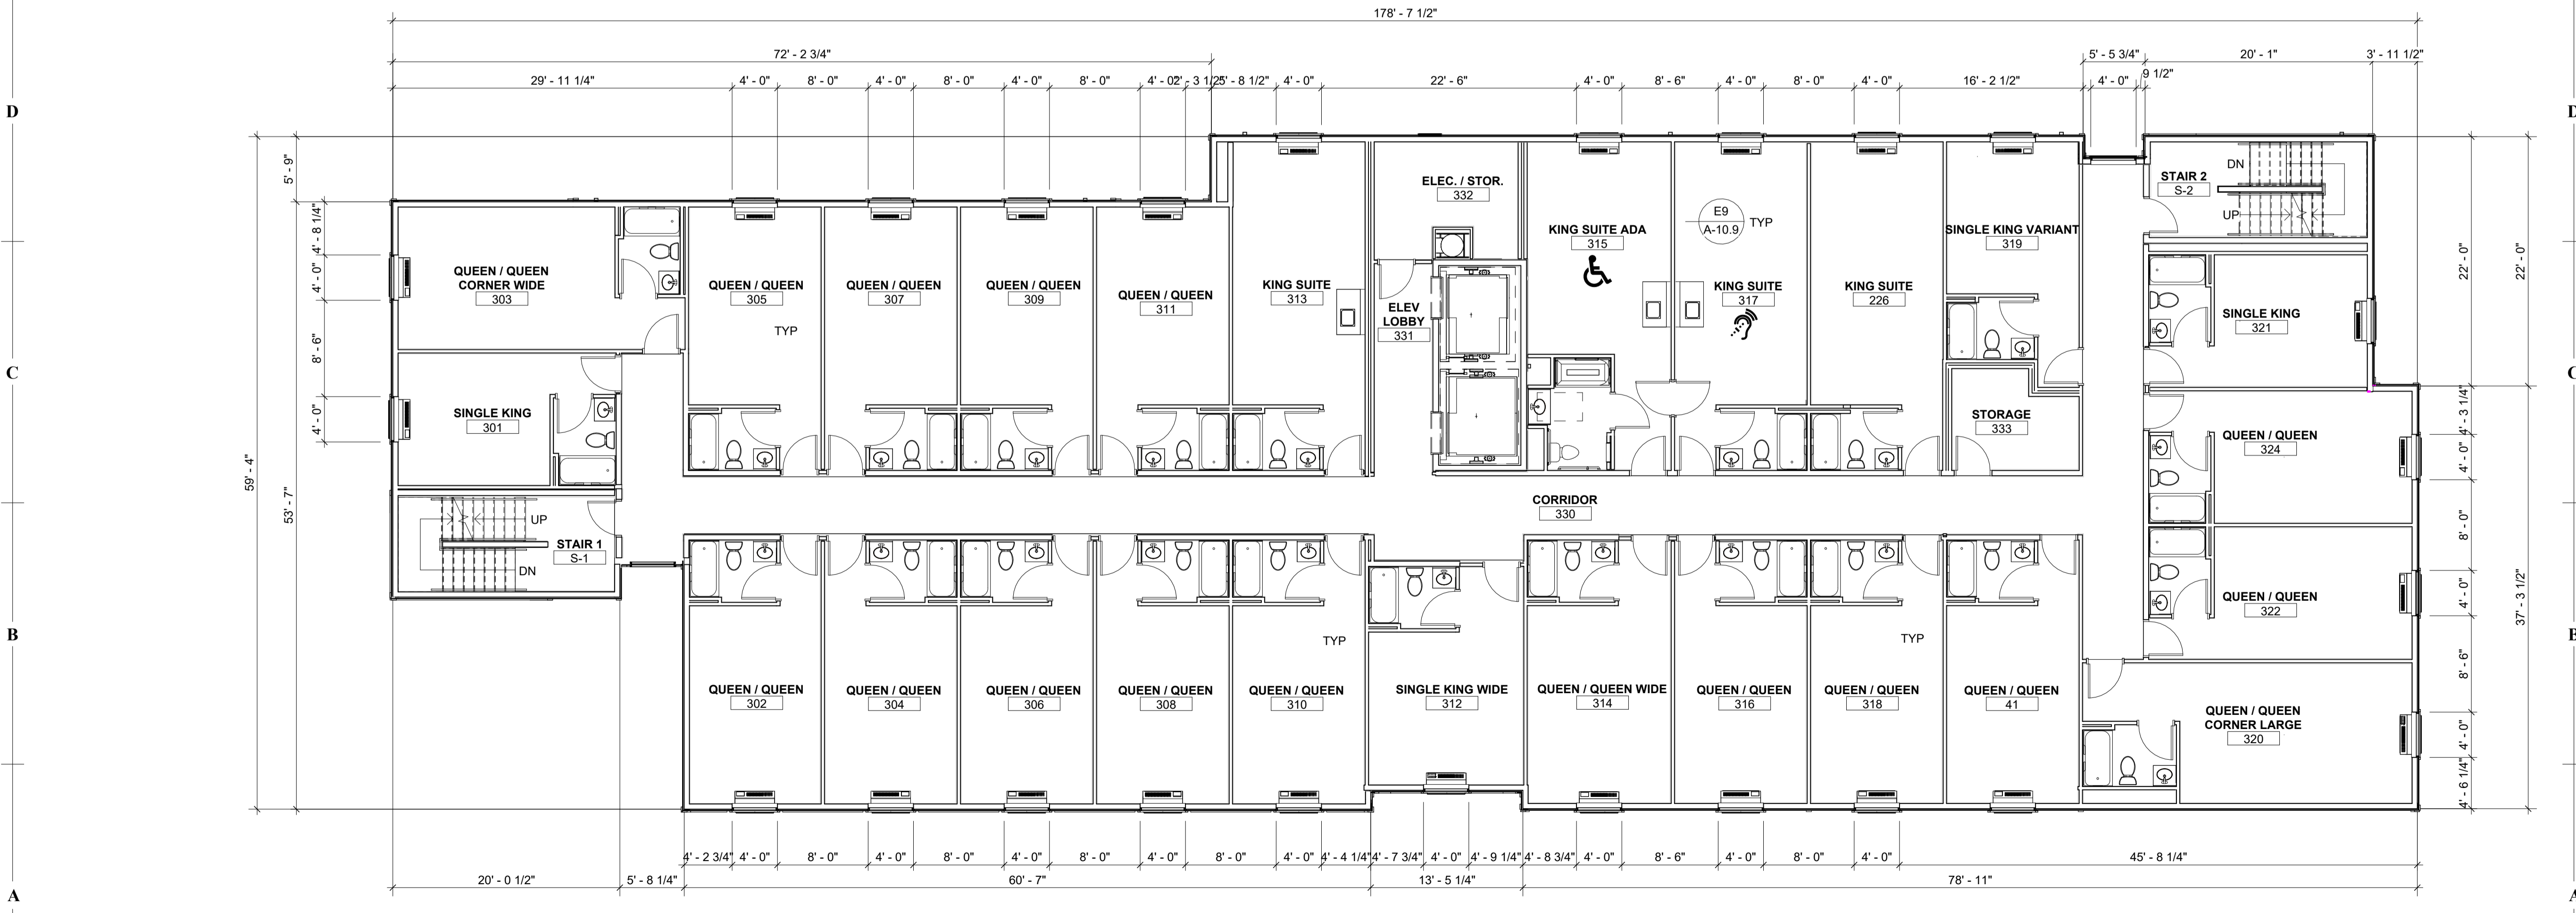 178' - 7 1/2"
72' - 2 3/4"
5' - 5 3/4"
20' - 1"
3' - 11 1/2"
29' - 11 1/4"
4' - 0"
8' - 0"
4' - 0"
8' - 0"
4' - 0"
8' - 0"
4' - 0"
2' - 3 1/2"
5' - 8 1/2"
4' - 0"
22' - 6"
4' - 0"
8' - 6"
4' - 0"
8' - 0"
4' - 0"
16' - 2 1/2"
4' - 0"
9 1/2"
D
D
5' - 9"
4' - 8 1/4"
4' - 0"
8' - 6"
4' - 0"
59' - 4"
53' - 7"
C
C
B
B
A
A
QUEEN / QUEEN
CORNER WIDE
303
SINGLE KING
301
UP
STAIR 1
S-1
DN
QUEEN / QUEEN
305
TYP
QUEEN / QUEEN
307
QUEEN / QUEEN
309
QUEEN / QUEEN
311
KING SUITE
313
ELEC. / STOR.
332
ELEV
LOBBY
331
KING SUITE ADA
315
E9
A-10.9
TYP
KING SUITE
317
KING SUITE
226
SINGLE KING VARIANT
319
STORAGE
333
STAIR 2
S-2
DN
UP
SINGLE KING
321
QUEEN / QUEEN
324
QUEEN / QUEEN
322
QUEEN / QUEEN
CORNER LARGE
320
CORRIDOR
330
QUEEN / QUEEN
302
QUEEN / QUEEN
304
QUEEN / QUEEN
306
QUEEN / QUEEN
308
TYP
QUEEN / QUEEN
310
SINGLE KING WIDE
312
QUEEN / QUEEN WIDE
314
QUEEN / QUEEN
316
TYP
QUEEN / QUEEN
318
QUEEN / QUEEN
41
22' - 0"
22' - 0"
4' - 3 1/4"
4' - 0"
8' - 0"
4' - 0"
8' - 6"
4' - 0"
4' - 6 1/4"
37' - 3 1/2"
4' - 2 3/4"
4' - 0"
8' - 0"
4' - 0"
8' - 0"
4' - 0"
8' - 0"
4' - 0"
8' - 0"
4' - 0"
4' - 4 1/4"
4' - 7 3/4"
4' - 0"
4' - 9 1/4"
4' - 8 3/4"
4' - 0"
8' - 6"
4' - 0"
8' - 0"
4' - 0"
45' - 8 1/4"
20' - 0 1/2"
5' - 8 1/4"
60' - 7"
13' - 5 1/4"
78' - 11"